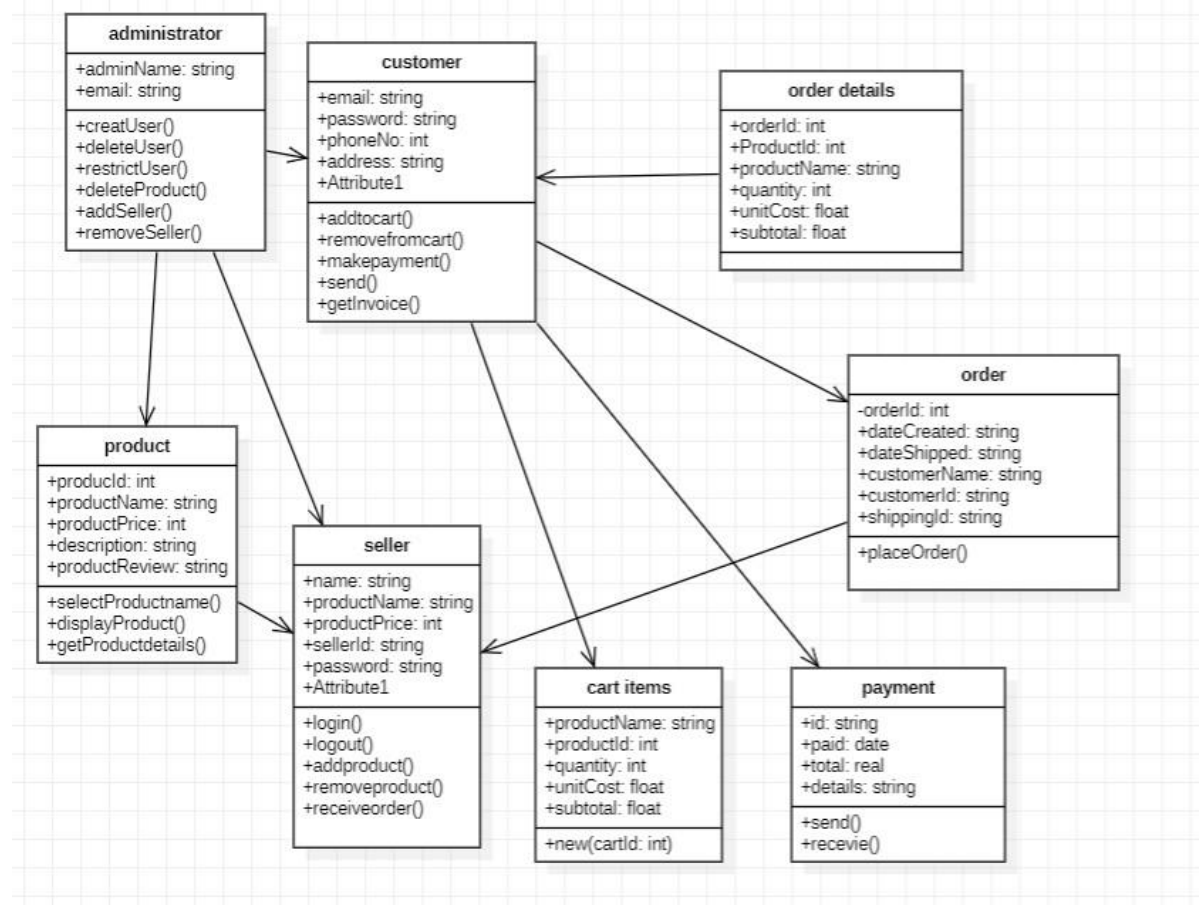 administrator
+adminName: string
+email: string
+creatUser()
+deleteUser()
+restrictUser()
+deleteProduct()
+addSeller()
+removeSeller()
customer
+email: string
+password: string
+phoneNo: int
+address: string
+Attribute1
+addtocart()
+removefromcart()
+makepayment()
+send()
+getInvoice()
order details
+orderId: int
+ProductId: int
+productName: string
+quantity: int
+unitCost: float
+subtotal: float
order
-orderId: int
+dateCreated: string
+dateShipped: string
+customerName: string
+customerId: string
+shippingId: string
+placeOrder()
product
+producId: int
+productName: string
+productPrice: int
+description: string
+productReview: string
+selectProductname()
+displayProduct()
+getProductdetails()
seller
+name: string
+productName: string
+productPrice: int
+sellerId: string
+password: string
+Attribute1
+login()
+logout()
+addproduct()
+removeproduct()
+receiveorder()
cart items
+productName: string
+productId: int
+quantity: int
+unitCost: float
+subtotal: float
+new(cartId: int)
payment
+id: string
+paid: date
+total: real
+details: string
+send()
+recevie()